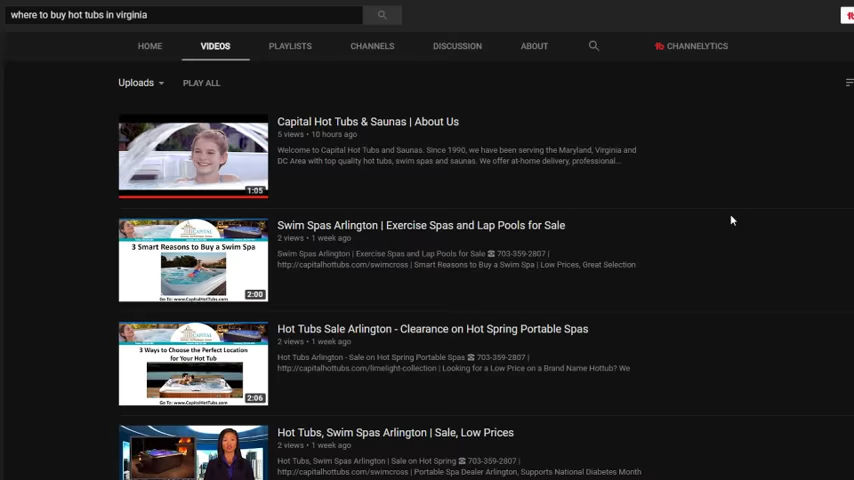 where to buy hot tubs in virginia
HOME VIDEOS PLAYLISTS CHANNELS DISCUSSION ABOUT CHANNELYTICS
Uploads PLAY ALL
Capital Hot Tubs & Saunas | About Us
5 views • 10 hours ago
Welcome to Capital Hot Tubs and Saunas. Since 1990, we have been serving the Maryland, Virginia and
DC Area with top quality hot tubs, swim spas and saunas. We offer at-home delivery, professional...
1:05
Swim Spas Arlington | Exercise Spas and Lap Pools for Sale
2 views • 1 week ago
Swim Spas Arlington | Exercise Spas and Lap Pools for Sale ☎ 703-359-2807 |
http://capitalhottubs.com/swimcross | Smart Reasons to Buy a Swim Spa | Low Prices, Great Selection
CAPITAL
3 Smart Reasons to Buy a Swim Spa
Go To: www.CapitalHotTubs.com
2:00
Hot Tubs Sale Arlington - Clearance on Hot Spring Portable Spas
2 views • 1 week ago
Hot Tubs Arlington - Sale on Hot Spring Portable Spas ☎ 703-359-2807 |
http://capitalhottubs.com/limelight-collection | Looking for a Low Price on a Brand Name Hottub? We
CAPITAL
3 Ways to Choose the Perfect Location
for Your Hot Tub
Go To: www.CapitalHotTubs.com
2:06
Hot Tubs, Swim Spas Arlington | Sale, Low Prices
2 views • 1 week ago
Hot Tubs, Swim Spas Arlington | Sale on Hot Spring ☎ 703-359-2807 |
http://capitalhottubs.com | Portable Spa Dealer Arlington, Supports National Diabetes Month